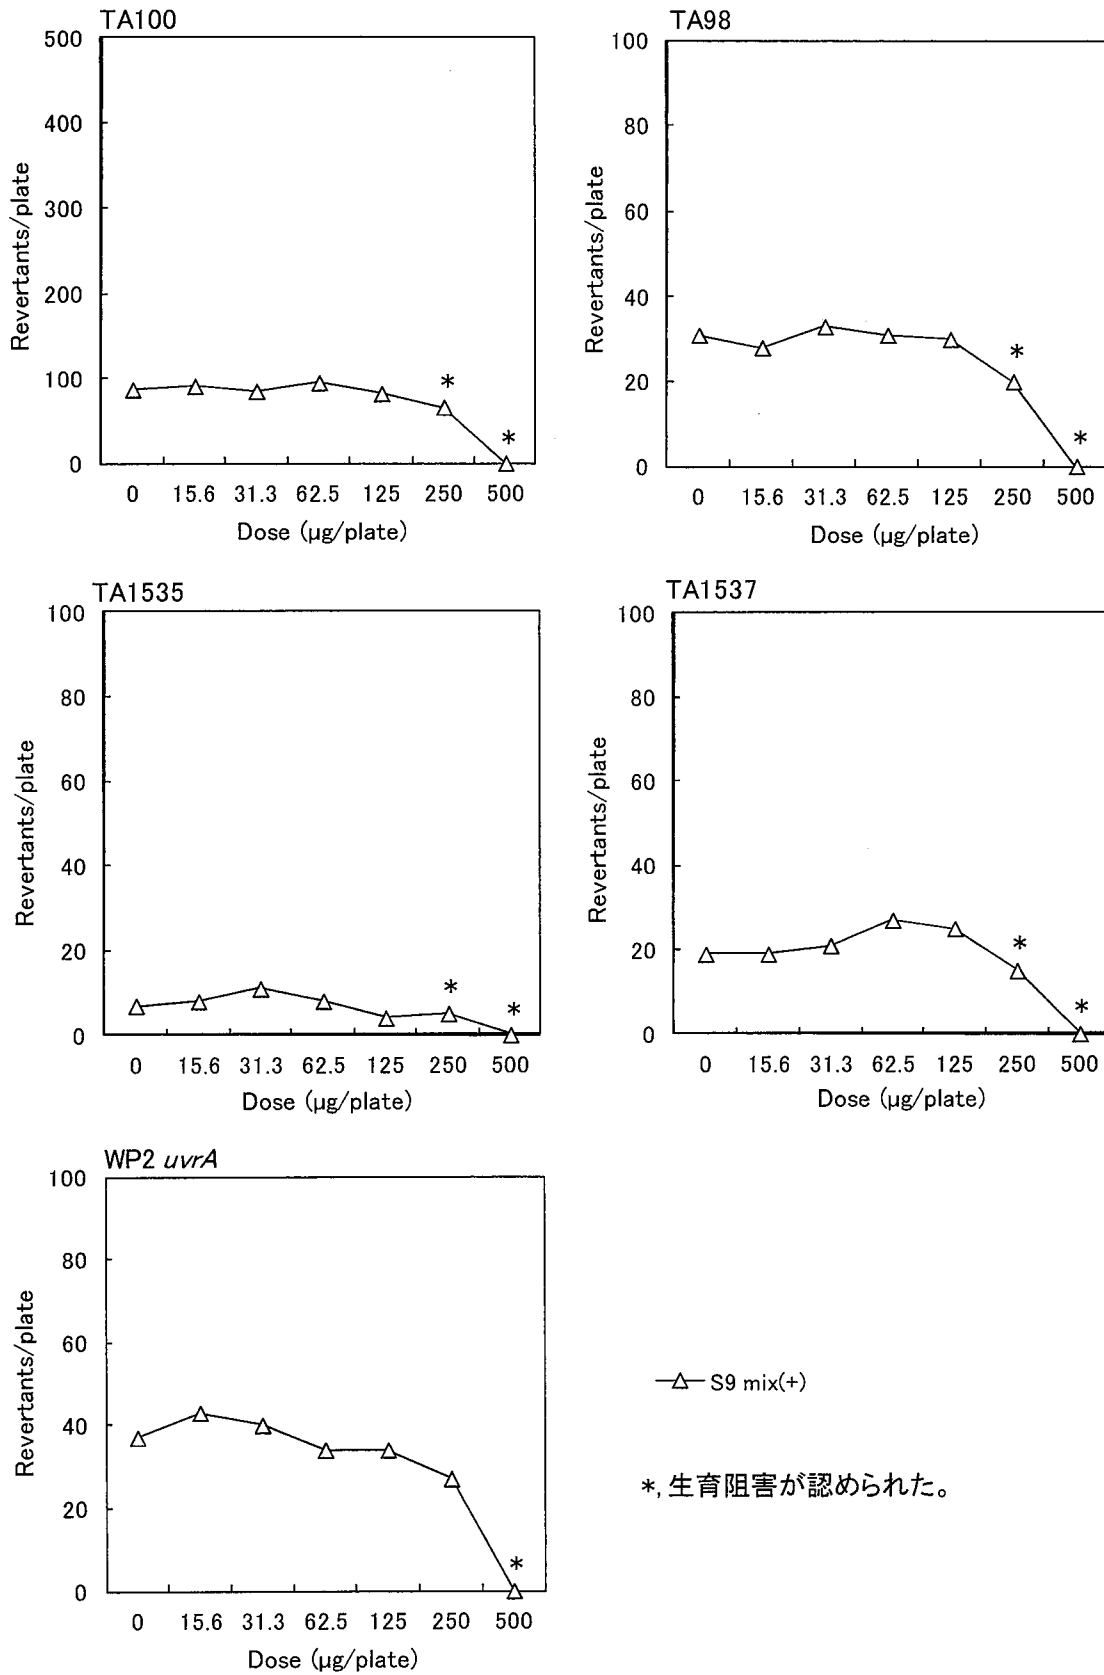 TA100
500
400
300
200
100
0
Revertants/plate
*
*
0 15.6 31.3 62.5 125 250 500
Dose (µg/plate)
TA98
100
80
60
40
20
0
Revertants/plate
*
*
0 15.6 31.3 62.5 125 250 500
Dose (µg/plate)
TA1535
100
80
60
40
20
0
Revertants/plate
*
*
0 15.6 31.3 62.5 125 250 500
Dose (µg/plate)
TA1537
100
80
60
40
20
0
Revertants/plate
*
*
0 15.6 31.3 62.5 125 250 500
Dose (µg/plate)
WP2 uvrA
100
80
60
40
20
0
Revertants/plate
*
0 15.6 31.3 62.5 125 250 500
Dose (µg/plate)
S9 mix(+)
*, 生育阻害が認められた。